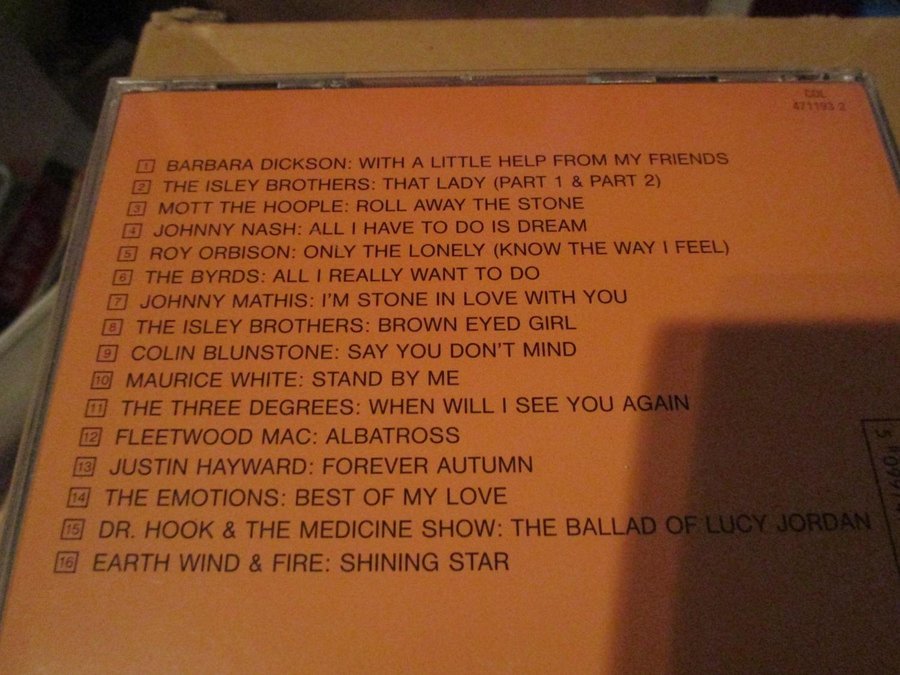 COL
471193 2
1 BARBARA DICKSON: WITH A LITTLE HELP FROM MY FRIENDS
2 THE ISLEY BROTHERS: THAT LADY (PART 1 & PART 2)
3 MOTT THE HOOPLE: ROLL AWAY THE STONE
4 JOHNNY NASH: ALL I HAVE TO DO IS DREAM
5 ROY ORBISON: ONLY THE LONELY (KNOW THE WAY I FEEL)
6 THE BYRDS: ALL I REALLY WANT TO DO
7 JOHNNY MATHIS: I'M STONE IN LOVE WITH YOU
8 THE ISLEY BROTHERS: BROWN EYED GIRL
9 COLIN BLUNSTONE: SAY YOU DON'T MIND
10 MAURICE WHITE: STAND BY ME
11 THE THREE DEGREES: WHEN WILL I SEE YOU AGAIN
12 FLEETWOOD MAC: ALBATROSS
13 JUSTIN HAYWARD: FOREVER AUTUMN
14 THE EMOTIONS: BEST OF MY LOVE
15 DR. HOOK & THE MEDICINE SHOW: THE BALLAD OF LUCY JORDAN
16 EARTH WIND & FIRE: SHINING STAR